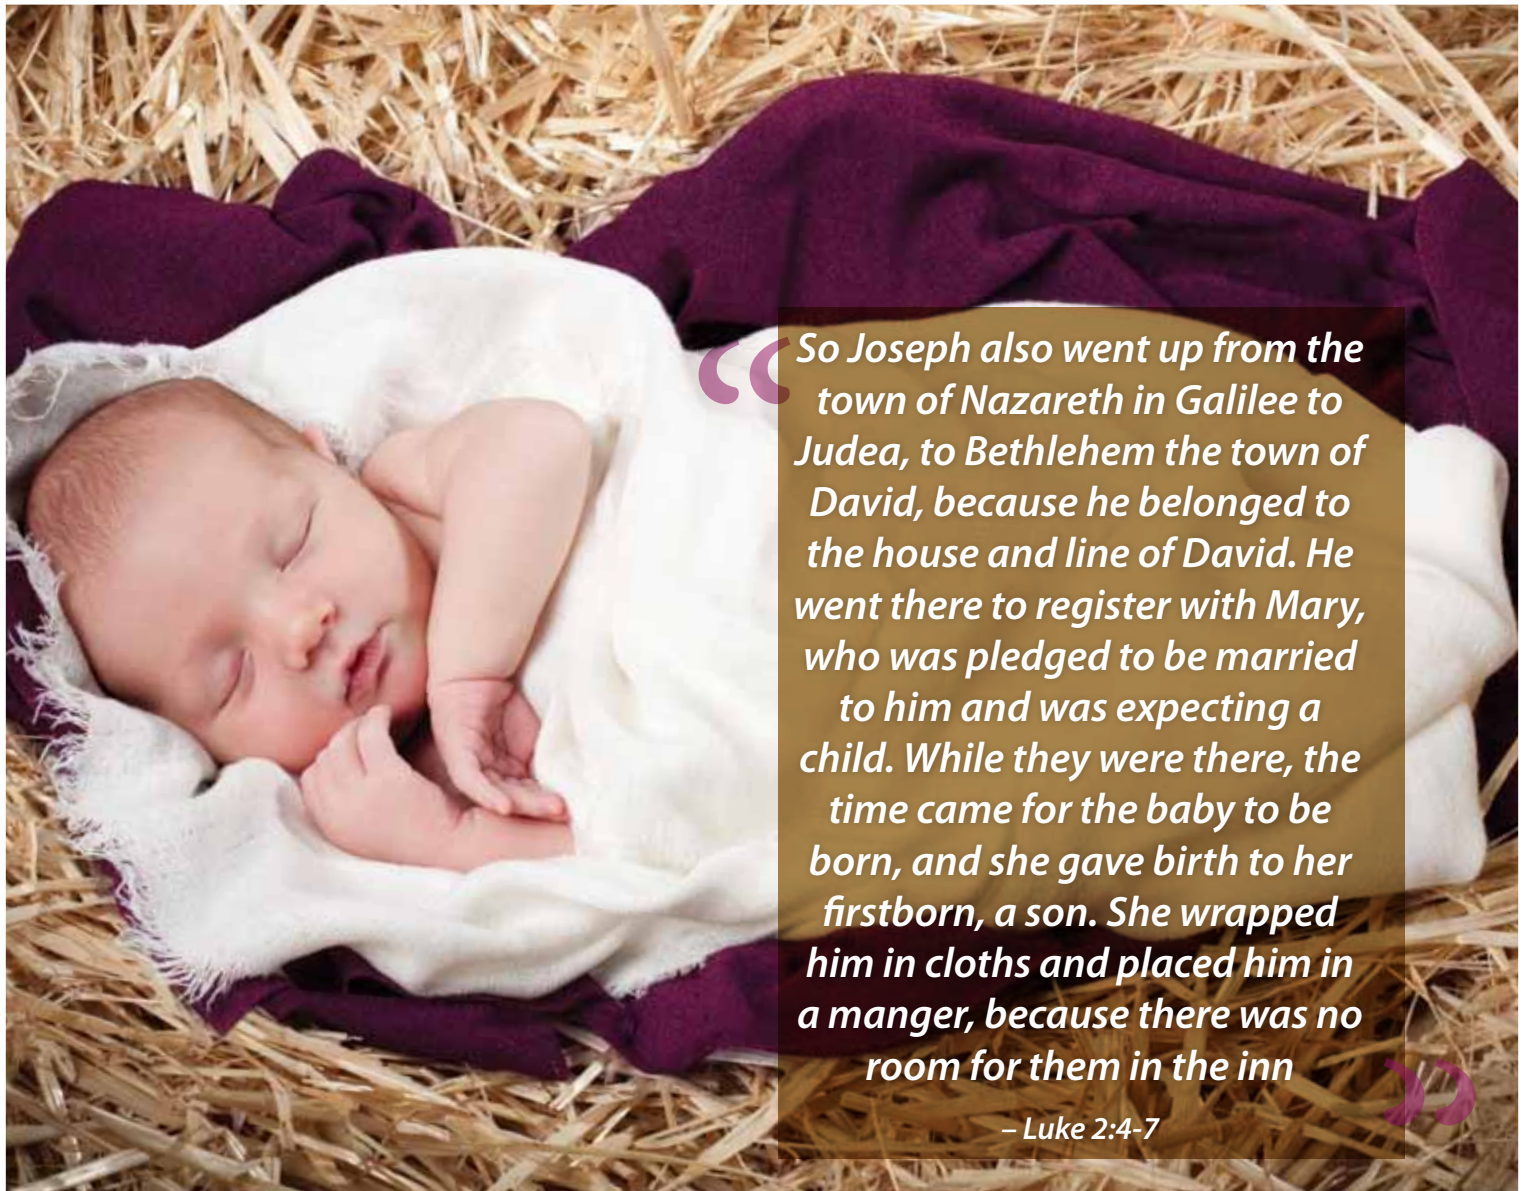 “ So Joseph also went up from the
town of Nazareth in Galilee to
Judea, to Bethlehem the town of
David, because he belonged to
the house and line of David. He
went there to register with Mary,
who was pledged to be married
to him and was expecting a
child. While they were there, the
time came for the baby to be
born, and she gave birth to her
firstborn, a son. She wrapped
him in cloths and placed him in
a manger, because there was no
room for them in the inn ”
– Luke 2:4-7